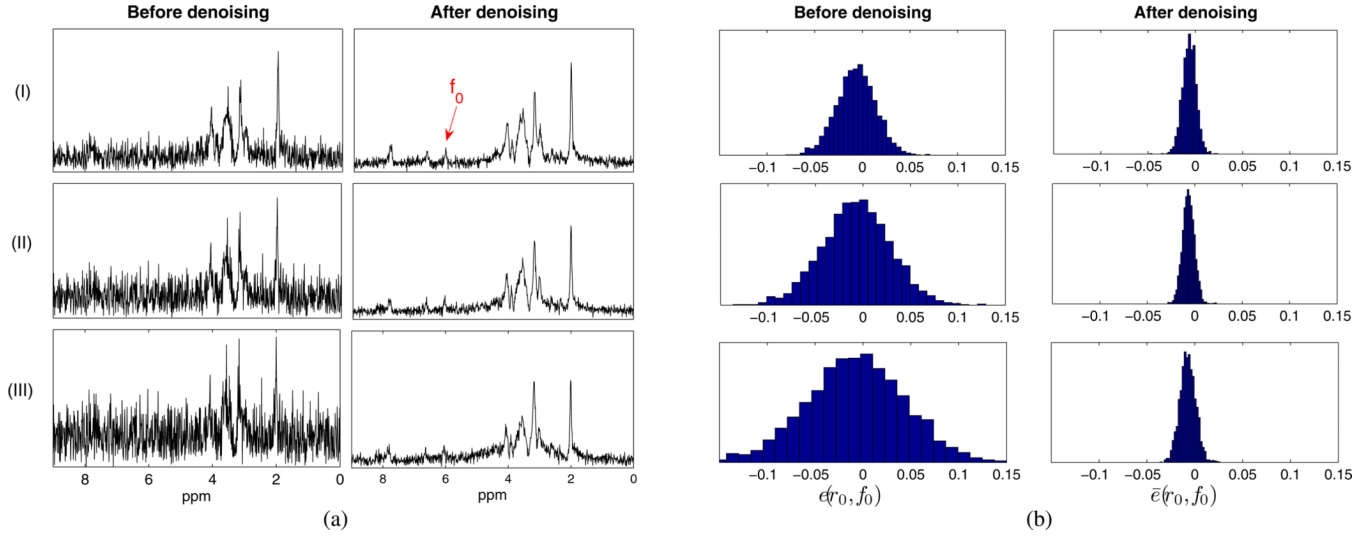 Before denoising After denoising Before denoising After denoising
(I)
f0
−0.1 −0.05 0 0.05 0.1 0.15 −0.1 −0.05 0 0.05 0.1 0.15
(II)
−0.1 −0.05 0 0.05 0.1 0.15 −0.1 −0.05 0 0.05 0.1 0.15
(III)
8 6 4 2 0 8 6 4 2 0
ppm ppm
−0.1 −0.05 0 0.05 0.1 0.15 −0.1 −0.05 0 0.05 0.1 0.15
e(r0, f0) ē(r0, f0)
(a) (b)